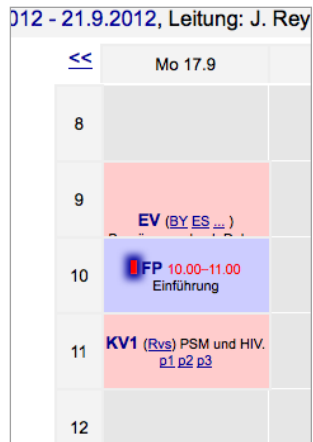 012 - 21.9.2012, Leitung: J. Rey
<< Mo 17.9
8
9
EV (BY ES ... )
10
FP 10.00–11.00
Einführung
11
KV1 (Rvs) PSM und HIV.
p1 p2 p3
12